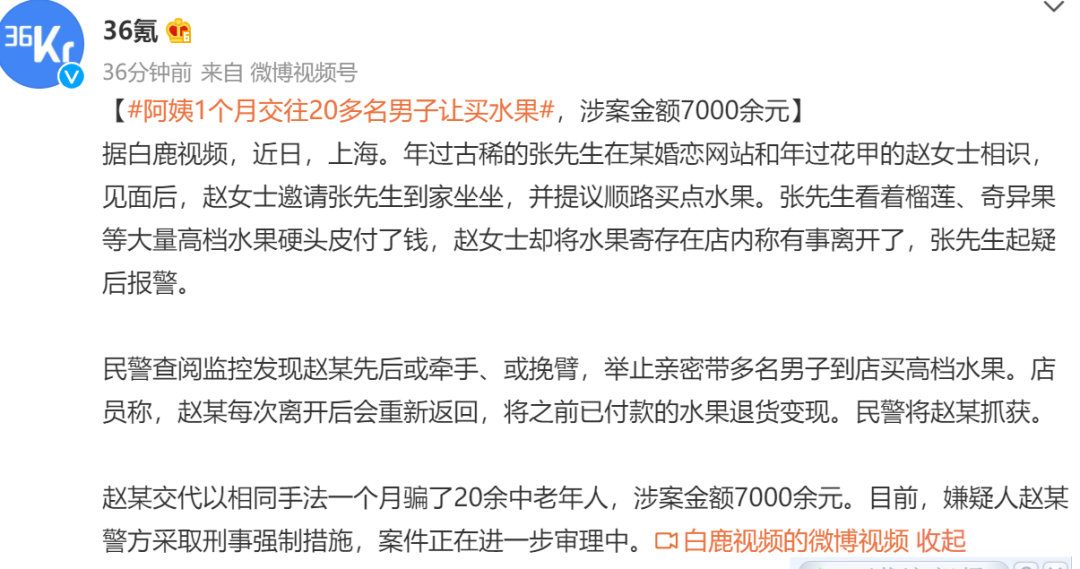 36Kr
36氪
36分钟前 来自 微博视频号
【#阿姨1个月交往20多名男子让买水果#，涉案金额7000余元】
据白鹿视频，近日，上海。年过古稀的张先生在某婚恋网站和年过花甲的赵女士相识，
见面后，赵女士邀请张先生到家坐坐，并提议顺路买点水果。张先生看着榴莲、奇异果
等大量高档水果硬头皮付了钱，赵女士却将水果寄存在店内称有事离开了，张先生起疑
后报警。
民警查阅监控发现赵某先后或牵手、或挽臂，举止亲密带多名男子到店买高档水果。店
员称，赵某每次离开后会重新返回，将之前已付款的水果退货变现。民警将赵某抓获。
赵某交代以相同手法一个月骗了20余中老年人，涉案金额7000余元。目前，嫌疑人赵某
警方采取刑事强制措施，案件正在进一步审理中。 白鹿视频的微博视频 收起